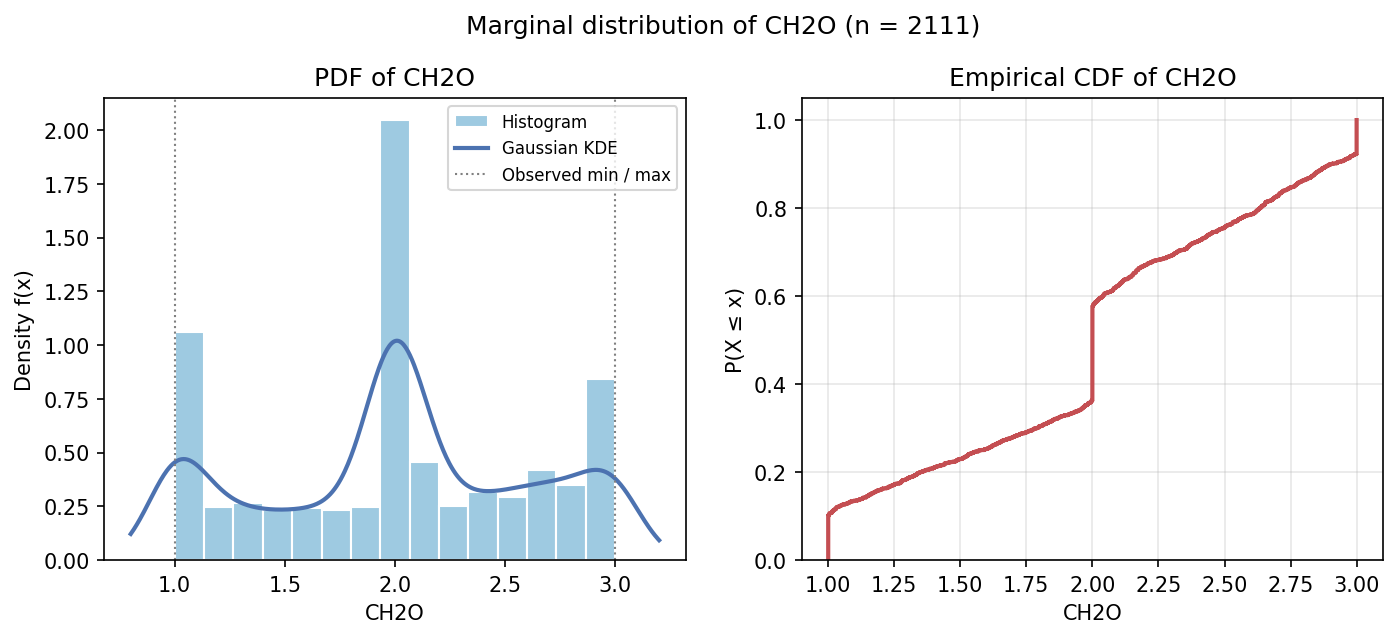 Marginal distribution of CH2O (n = 2111)
PDF of CH2O
Density f(x)
2.00
1.75
1.50
1.25
1.00
0.75
0.50
0.25
0.00
Histogram
Gaussian KDE
Observed min / max
1.0 1.5 2.0 2.5 3.0
CH2O
Empirical CDF of CH2O
P(X ≤ x)
1.0
0.8
0.6
0.4
0.2
0.0
1.00 1.25 1.50 1.75 2.00 2.25 2.50 2.75 3.00
CH2O